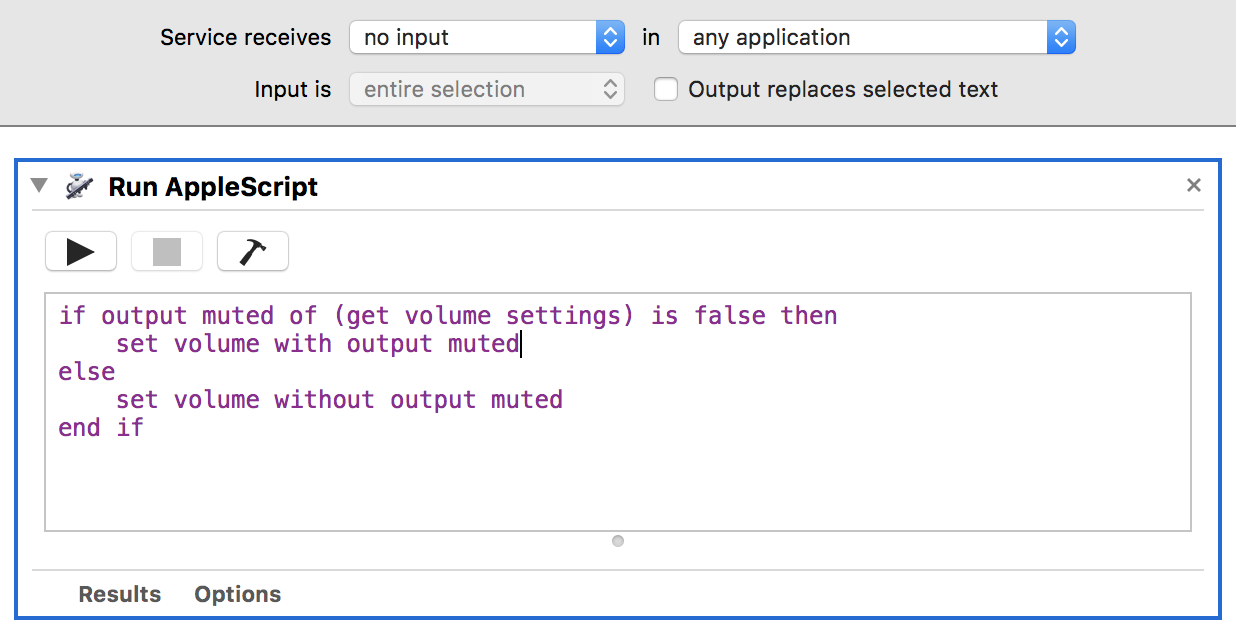 Service receives no input in any application
Input is entire selection Output replaces selected text
Run AppleScript
if output muted of (get volume settings) is false then
    set volume with output muted
else
    set volume without output muted
end if
Results Options